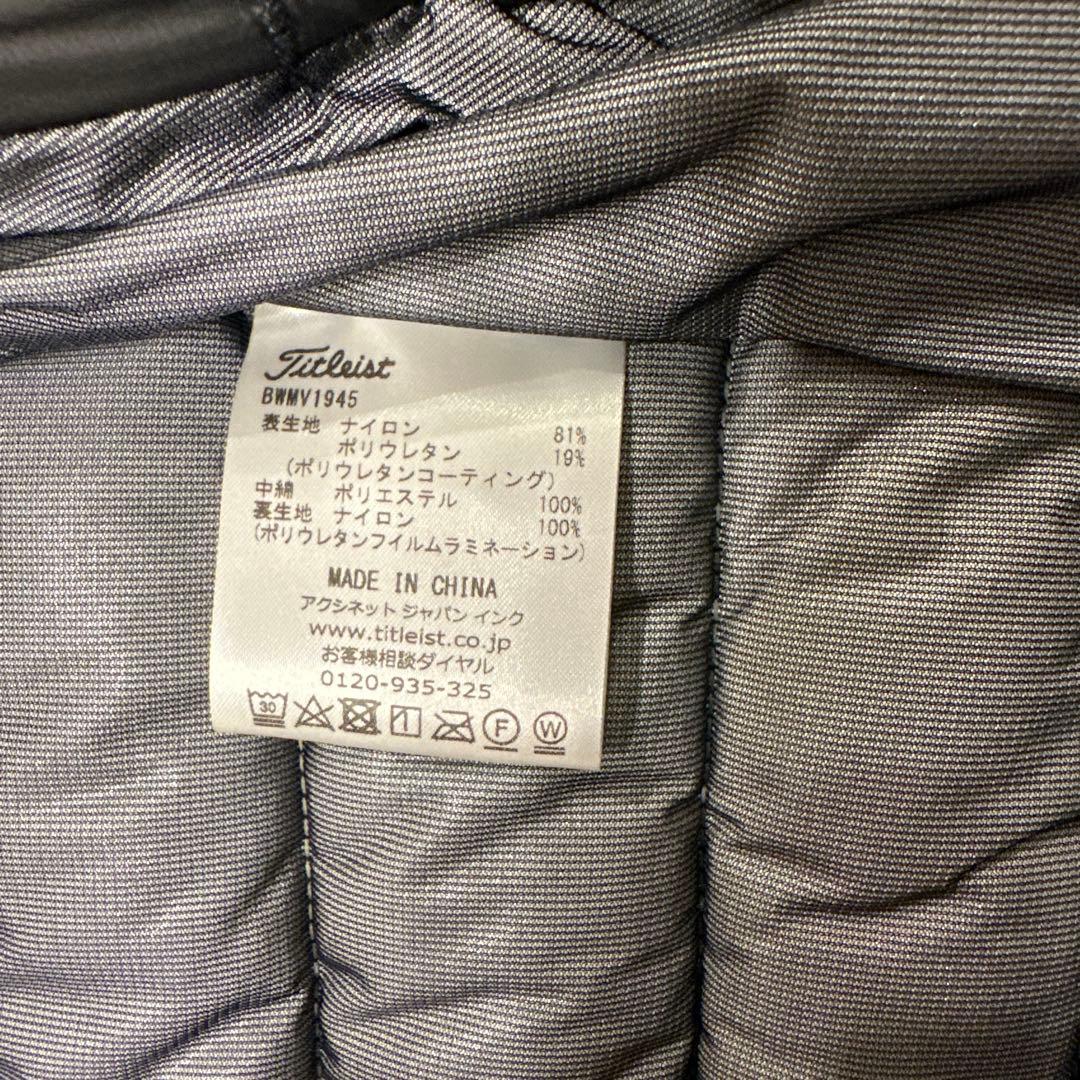 Titleist
BWMV1945
表生地 ナイロン 81%
ポリウレタン 19%
(ポリウレタンコーティング)
中綿 ポリエステル 100%
裏生地 ナイロン 100%
(ポリウレタンフイルムラミネーション)
MADE IN CHINA
アクシネット ジャパン インク
www.titleist.co.jp
お客様相談ダイヤル
0120-935-325
30 F W